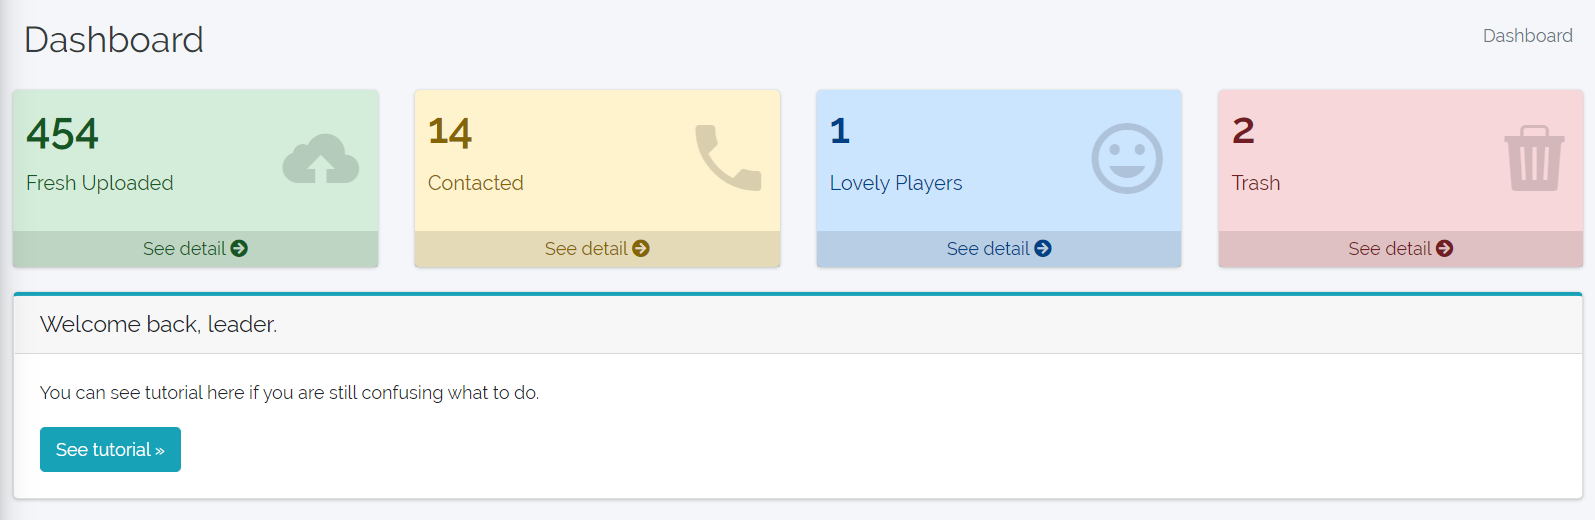 Dashboard
Dashboard
454
Fresh Uploaded
See detail
14
Contacted
See detail
1
Lovely Players
See detail
2
Trash
See detail
Welcome back, leader.
You can see tutorial here if you are still confusing what to do.
See tutorial »